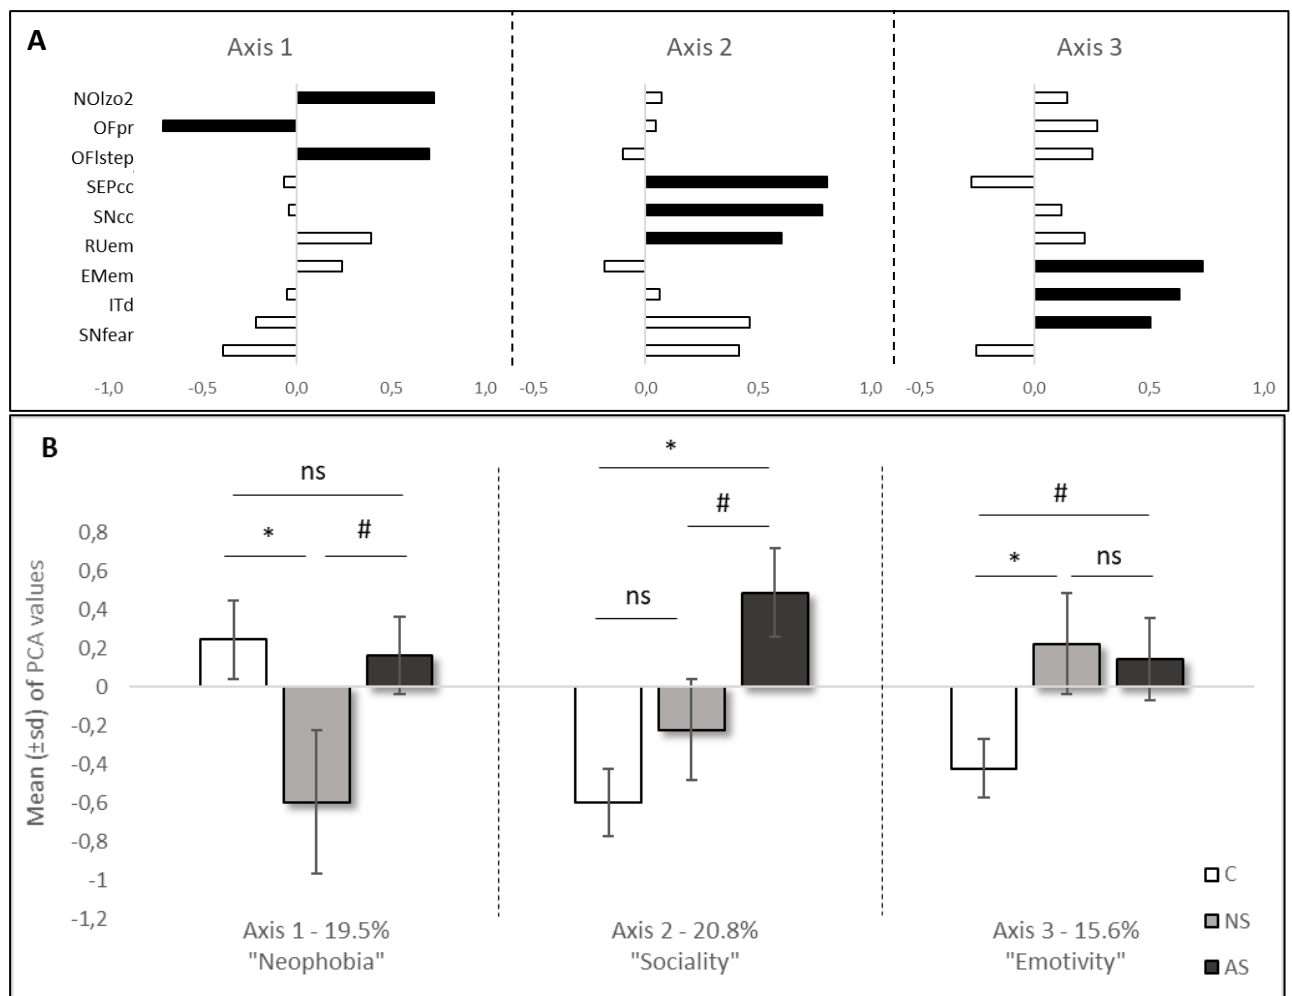 A
Axis 1
Axis 2
Axis 3
NOlzo2
OFpr
OFlstep
SEPcc
SNcc
RUem
EMem
ITd
SNfear
-1,0 -0,5 0,0 0,5 1,0
-0,5 0,0 0,5 1,0
-0,5 0,0 0,5 1,0
B
Mean (±sd) of PCA values
0,8
0,6
0,4
0,2
0
-0,2
-0,4
-0,6
-0,8
-1
-1,2
ns
* #
*
#
ns
#
* ns
C
NS
AS
Axis 1 - 19.5%
"Neophobia"
Axis 2 - 20.8%
"Sociality"
Axis 3 - 15.6%
"Emotivity"